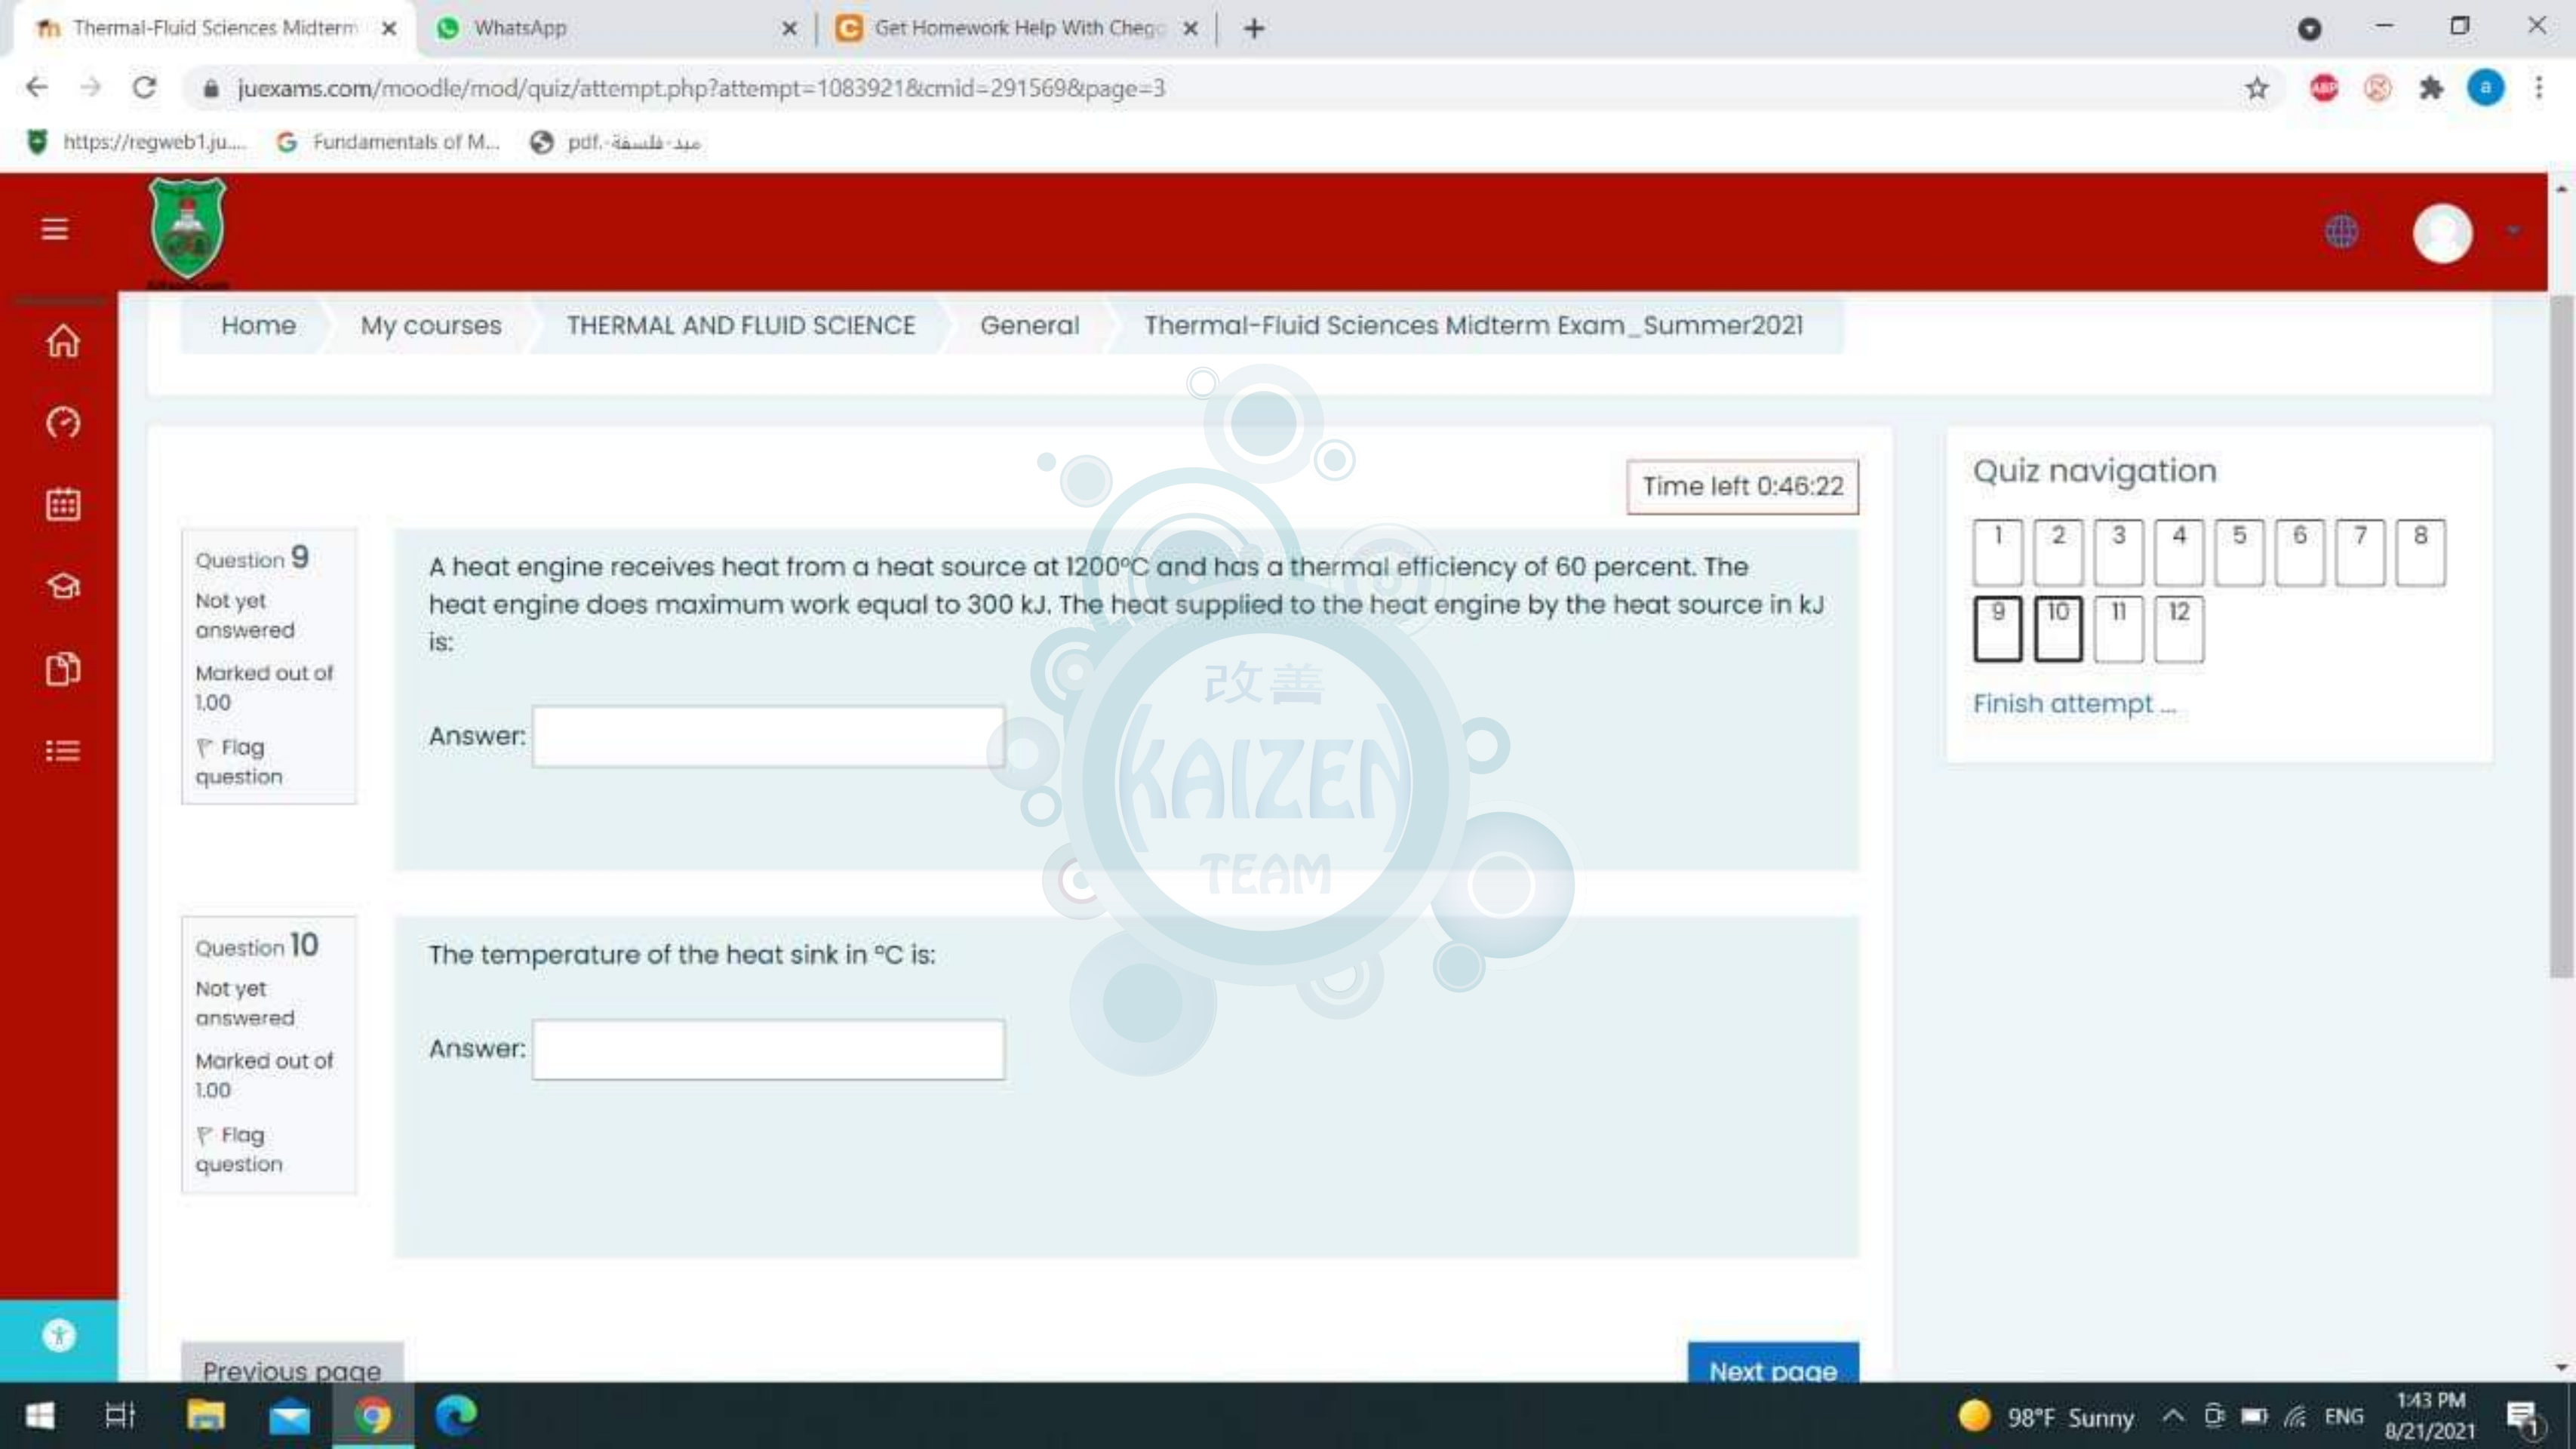 Thermal-Fluid Sciences Midterm
WhatsApp
Get Homework Help With Chegg
juexams.com/moodle/mod/quiz/attempt.php?attempt=1083921&cmid=291569&page=3
ABP
a
https://regweb1.ju....
Fundamentals of M...
ميد-فلسفة-.pdf
Home
My courses
THERMAL AND FLUID SCIENCE
General
Thermal-Fluid Sciences Midterm Exam_Summer2021
Time left 0:46:22
Quiz navigation
1 2 3 4 5 6 7 8
9 10 11 12
Finish attempt ...
Question 9
Not yet
answered
Marked out of
1.00
Flag
question
A heat engine receives heat from a heat source at 1200°C and has a thermal efficiency of 60 percent. The
heat engine does maximum work equal to 300 kJ. The heat supplied to the heat engine by the heat source in kJ
is:
Answer:
改善
KAIZEN
TEAM
Question 10
Not yet
answered
Marked out of
1.00
Flag
question
The temperature of the heat sink in °C is:
Answer:
Previous page
Next page
98°F Sunny
ENG
1:43 PM
8/21/2021
1